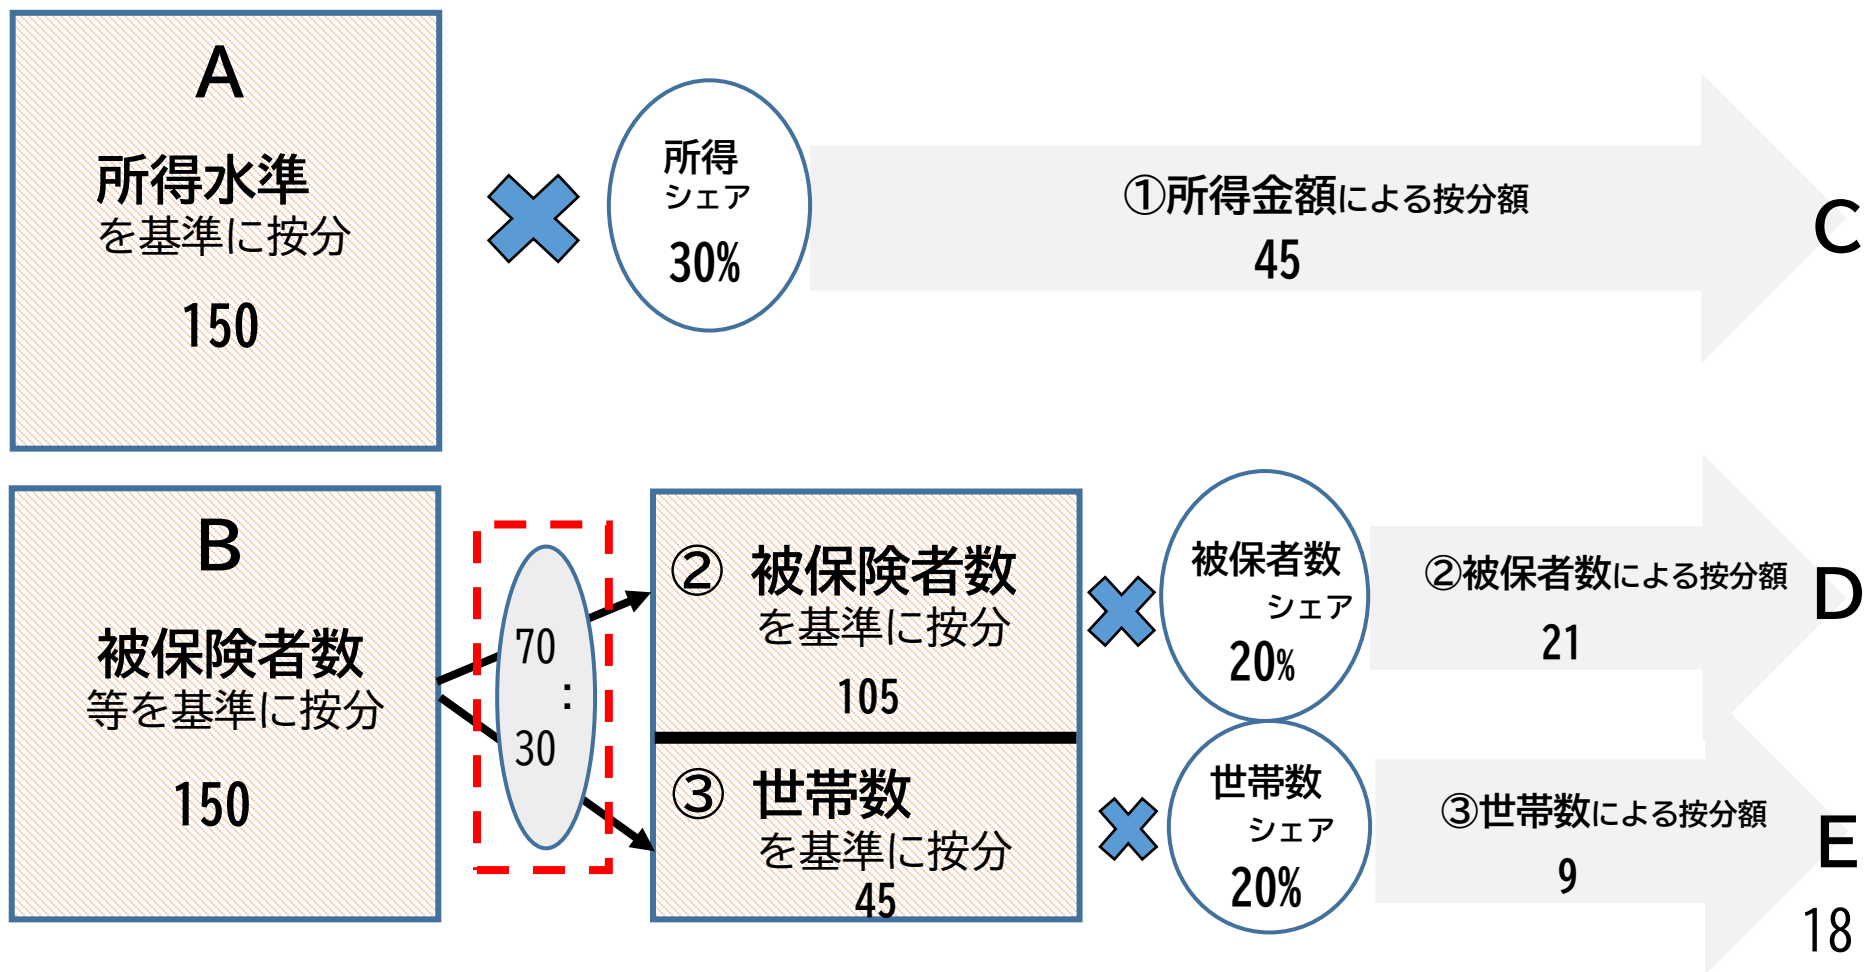 A
所得水準
を基準に按分
150
所得
シェア
30%
①所得金額による按分額
45
C
B
被保険者数
等を基準に按分
150
70
:
30
② 被保険者数
を基準に按分
105
③ 世帯数
を基準に按分
45
被保者数
シェア
20%
②被保者数による按分額
21
D
世帯数
シェア
20%
③世帯数による按分額
9
E
18